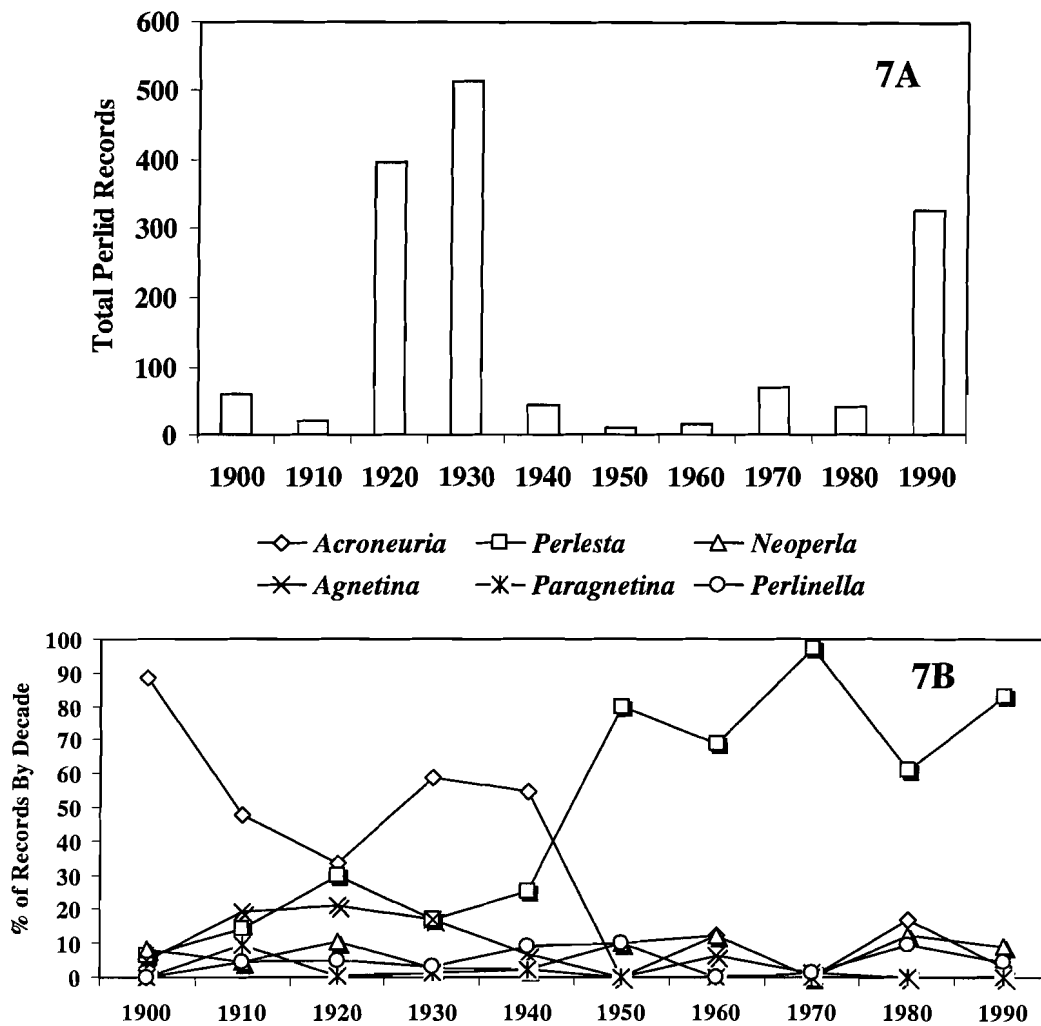 600
7A
500
400
300
200
100
0
Total Perlid Records
1900 1910 1920 1930 1940 1950 1960 1970 1980 1990
Acroneuria Perlesta Neoperla
Agnetina Paragnetina Perlinella
100
7B
90
80
70
60
50
40
30
20
10
0
% of Records By Decade
1900 1910 1920 1930 1940 1950 1960 1970 1980 1990